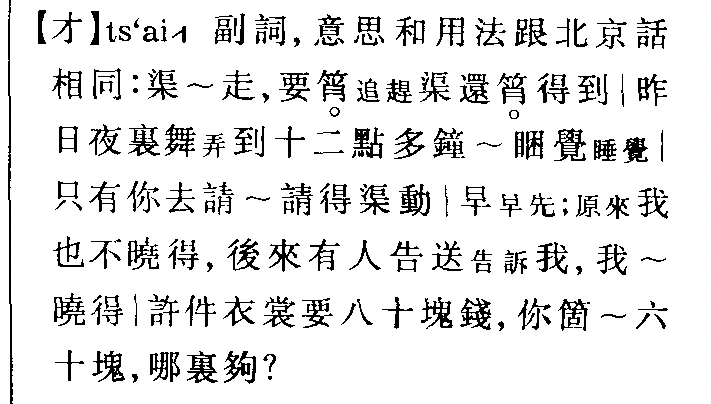 【才】ts‘ai˧˥ 副詞,意思和用法跟北京話
相同:渠～走,要筲追趕渠還筲得到|昨
日夜裏舞弄到十二點多鐘～睏覺睡覺|
只有你去請～請得渠動|早早先;原來我
也不曉得,後來有人告送告訴我,我～
曉得|許件衣裳要八十塊錢,你箇～六
十塊,哪裏夠?